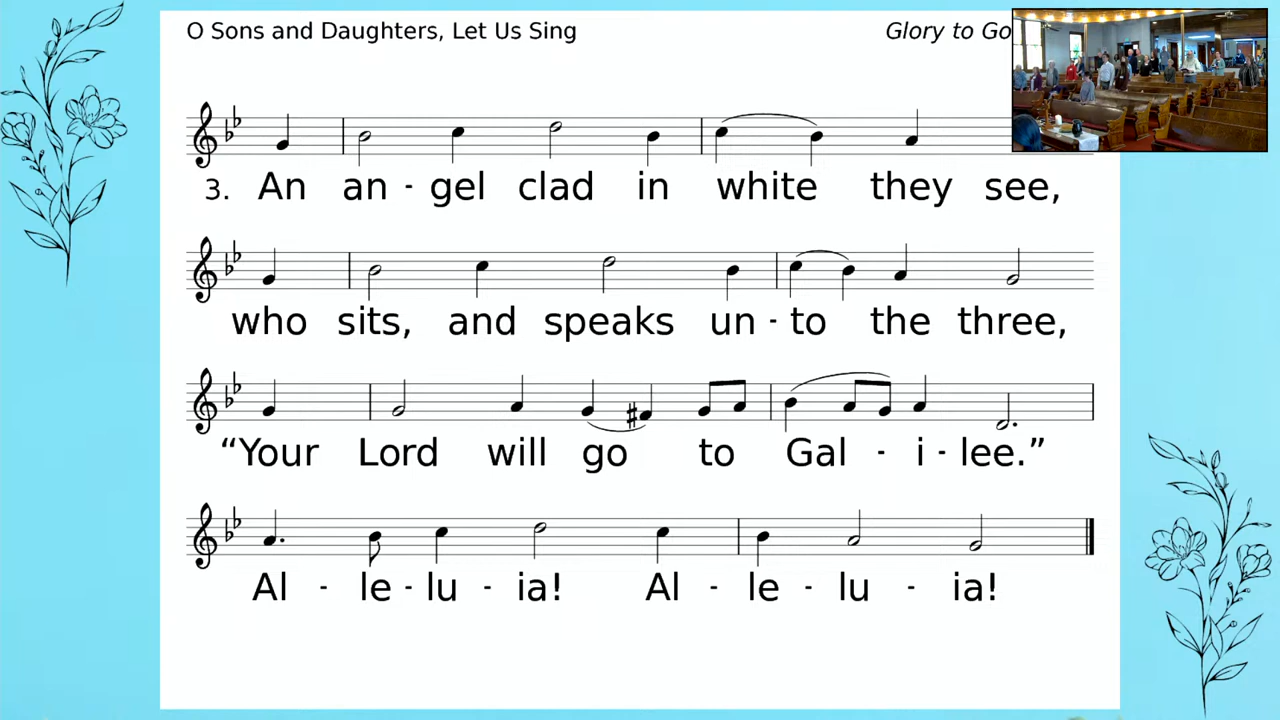 O Sons and Daughters, Let Us Sing
Glory to Go
3. An an - gel clad in white they see,
who sits, and speaks un - to the three,
“Your Lord will go to Gal - i - lee.”
Al - le - lu - ia! Al - le - lu - ia!